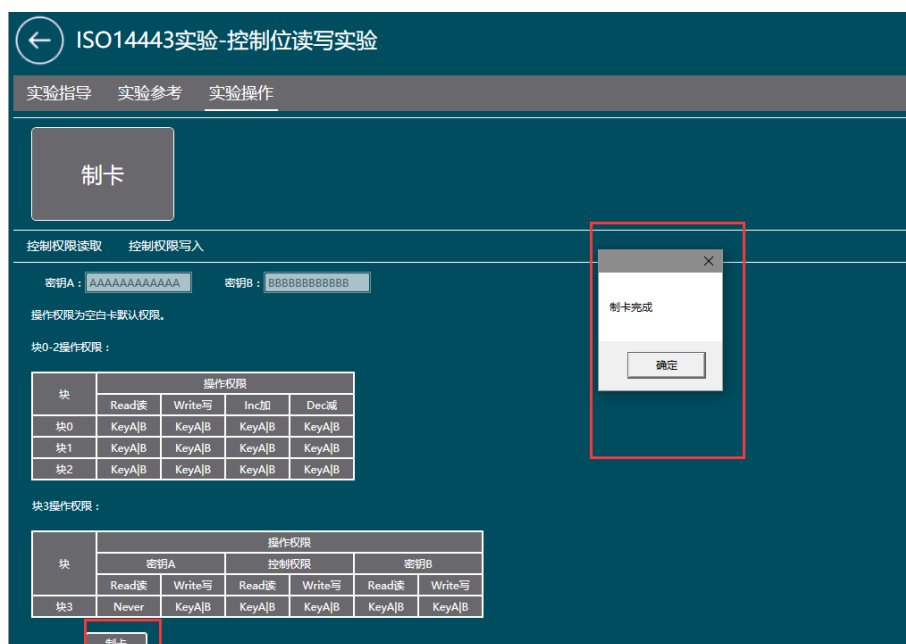 ISO14443实验-控制位读写实验
实验指导 实验参考 实验操作
制卡
控制权限读取 控制权限写入
密钥A： AAAAAAAAAAAA 密钥B： BBBBBBBBBBBB
操作权限为空白卡默认权限。
块0-2操作权限：
块 操作权限
Read读 Write写 Inc加 Dec减
块0 KeyA|B KeyA|B KeyA|B KeyA|B
块1 KeyA|B KeyA|B KeyA|B KeyA|B
块2 KeyA|B KeyA|B KeyA|B KeyA|B
块3操作权限：
块 操作权限
密钥A 控制权限 密钥B
Read读 Write写 Read读 Write写 Read读 Write写
块3 Never KeyA|B KeyA|B KeyA|B KeyA|B KeyA|B
制卡
制卡完成
确定